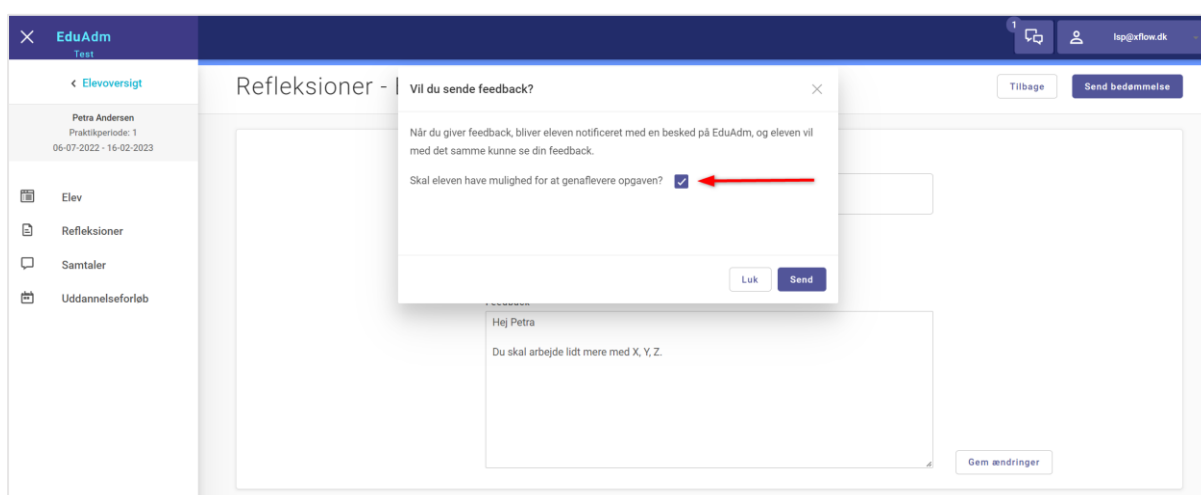 EduAdm
Test
1
lsp@xflow.dk
Elevoversigt
Petra Andersen
Praktikperiode: 1
06-07-2022 - 16-02-2023
Elev
Refleksioner
Samtaler
Uddannelseforløb
Refleksioner -
Tilbage
Send bedømmelse
Vil du sende feedback?
Når du giver feedback, bliver eleven notificeret med en besked på EduAdm, og eleven vil
med det samme kunne se din feedback.
Skal eleven have mulighed for at genaflevere opgaven?
Luk
Send
Feedback
Hej Petra
Du skal arbejde lidt mere med X, Y, Z.
Gem ændringer